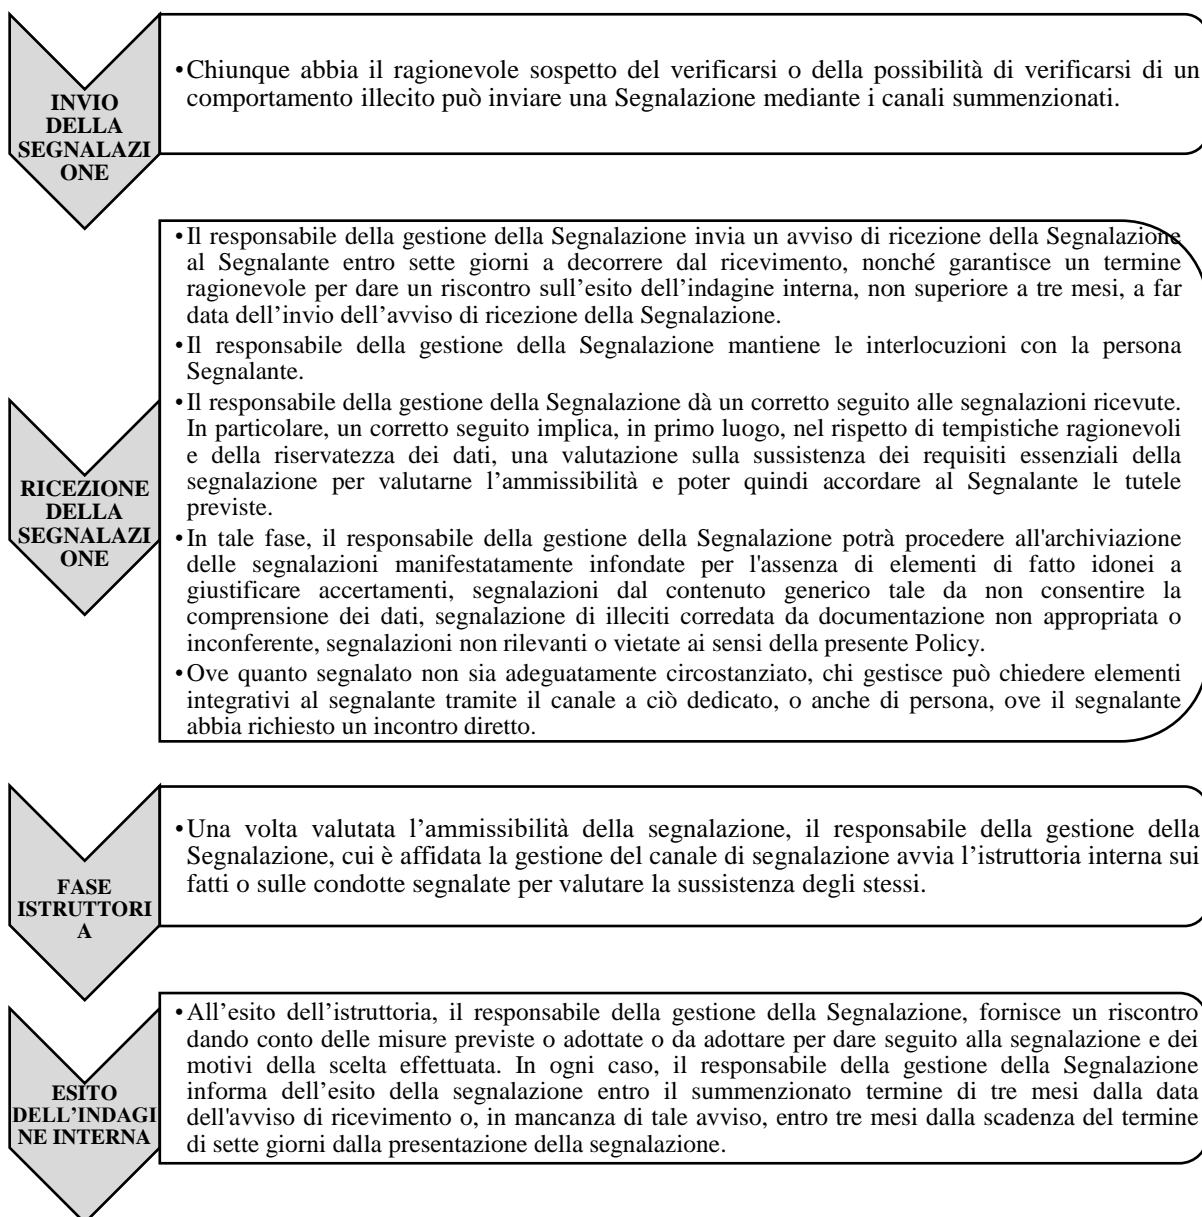 INVIO
DELLA
SEGNALAZI
ONE
•Chiunque abbia il ragionevole sospetto del verificarsi o della possibilità di verificarsi di un
comportamento illecito può inviare una Segnalazione mediante i canali summenzionati.
RICEZIONE
DELLA
SEGNALAZI
ONE
•Il responsabile della gestione della Segnalazione invia un avviso di ricezione della Segnalazione
al Segnalante entro sette giorni a decorrere dal ricevimento, nonché garantisce un termine
ragionevole per dare un riscontro sull’esito dell’indagine interna, non superiore a tre mesi, a far
data dell’invio dell’avviso di ricezione della Segnalazione.
•Il responsabile della gestione della Segnalazione mantiene le interlocuzioni con la persona
Segnalante.
•Il responsabile della gestione della Segnalazione dà un corretto seguito alle segnalazioni ricevute.
In particolare, un corretto seguito implica, in primo luogo, nel rispetto di tempistiche ragionevoli
e della riservatezza dei dati, una valutazione sulla sussistenza dei requisiti essenziali della
segnalazione per valutarne l’ammissibilità e poter quindi accordare al Segnalante le tutele
previste.
•In tale fase, il responsabile della gestione della Segnalazione potrà procedere all'archiviazione
delle segnalazioni manifestatamente infondate per l'assenza di elementi di fatto idonei a
giustificare accertamenti, segnalazioni dal contenuto generico tale da non consentire la
comprensione dei dati, segnalazione di illeciti corredata da documentazione non appropriata o
inconferente, segnalazioni non rilevanti o vietate ai sensi della presente Policy.
•Ove quanto segnalato non sia adeguatamente circostanziato, chi gestisce può chiedere elementi
integrativi al segnalante tramite il canale a ciò dedicato, o anche di persona, ove il segnalante
abbia richiesto un incontro diretto.
FASE
ISTRUTTORI
A
•Una volta valutata l’ammissibilità della segnalazione, il responsabile della gestione della
Segnalazione, cui è affidata la gestione del canale di segnalazione avvia l’istruttoria interna sui
fatti o sulle condotte segnalate per valutare la sussistenza degli stessi.
ESITO
DELL’INDAGI
NE INTERNA
•All’esito dell’istruttoria, il responsabile della gestione della Segnalazione, fornisce un riscontro
dando conto delle misure previste o adottate o da adottare per dare seguito alla segnalazione e dei
motivi della scelta effettuata. In ogni caso, il responsabile della gestione della Segnalazione
informa dell’esito della segnalazione entro il summenzionato termine di tre mesi dalla data
dell'avviso di ricevimento o, in mancanza di tale avviso, entro tre mesi dalla scadenza del termine
di sette giorni dalla presentazione della segnalazione.